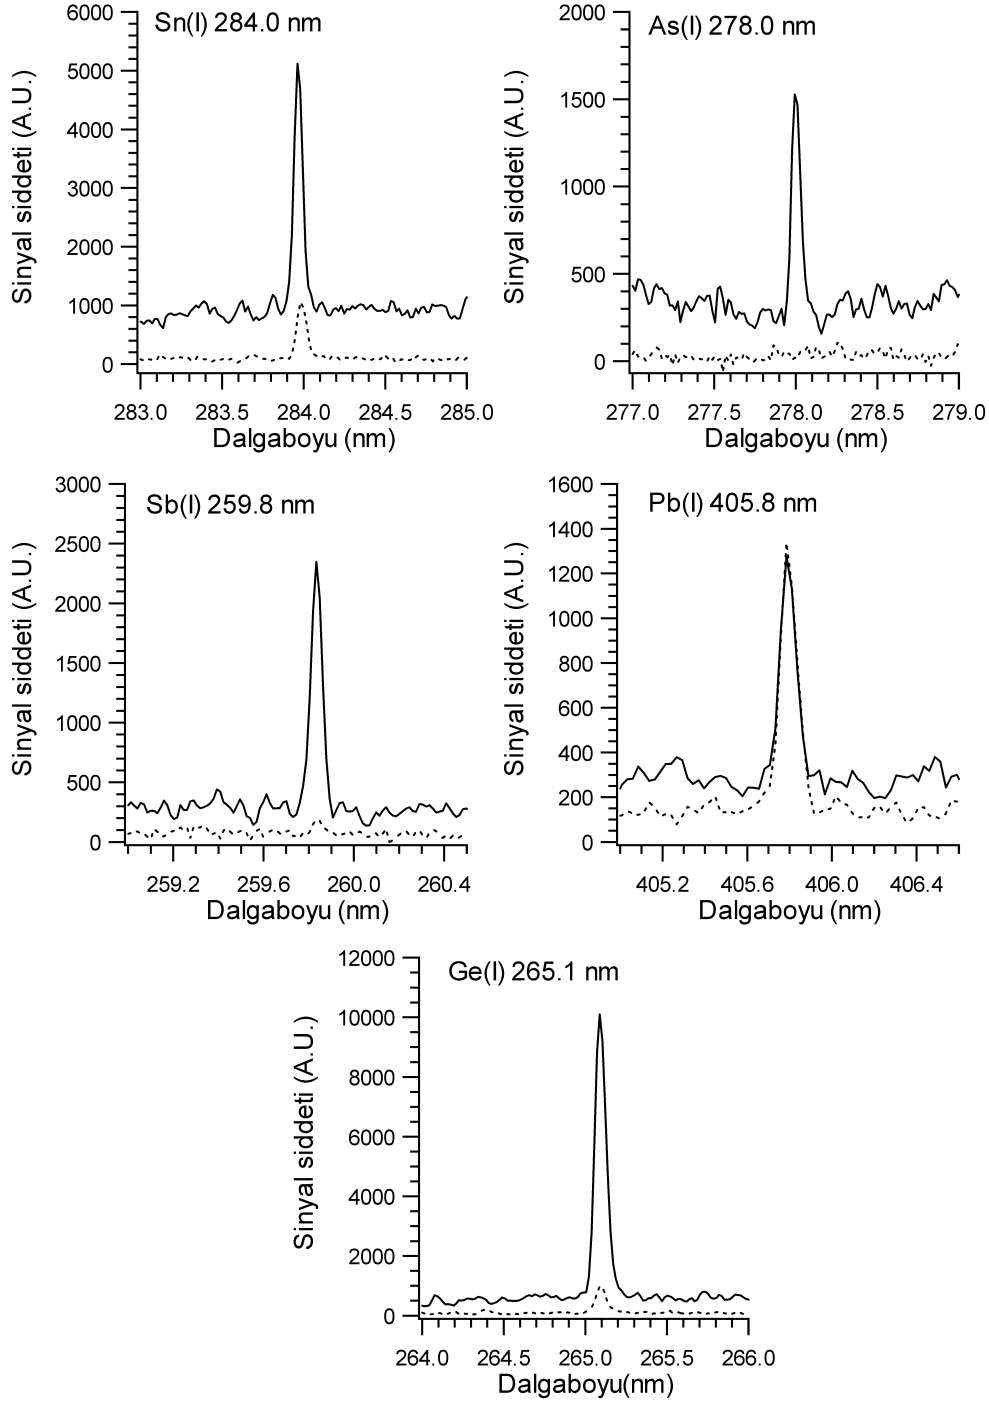 Sn(I) 284.0 nm
6000
5000
4000
3000
2000
1000
0
Sinyal siddeti (A.U.)
283.0 283.5 284.0 284.5 285.0
Dalgaboyu (nm)
As(I) 278.0 nm
2000
1500
1000
500
0
Sinyal siddeti (A.U.)
277.0 277.5 278.0 278.5 279.0
Dalgaboyu (nm)
Sb(I) 259.8 nm
3000
2500
2000
1500
1000
500
0
Sinyal siddeti (A.U.)
259.2 259.6 260.0 260.4
Dalgaboyu (nm)
Pb(I) 405.8 nm
1600
1400
1200
1000
800
600
400
200
0
Sinyal siddeti (A.U.)
405.2 405.6 406.0 406.4
Dalgaboyu (nm)
Ge(I) 265.1 nm
12000
10000
8000
6000
4000
2000
0
Sinyal siddeti (A.U.)
264.0 264.5 265.0 265.5 266.0
Dalgaboyu(nm)